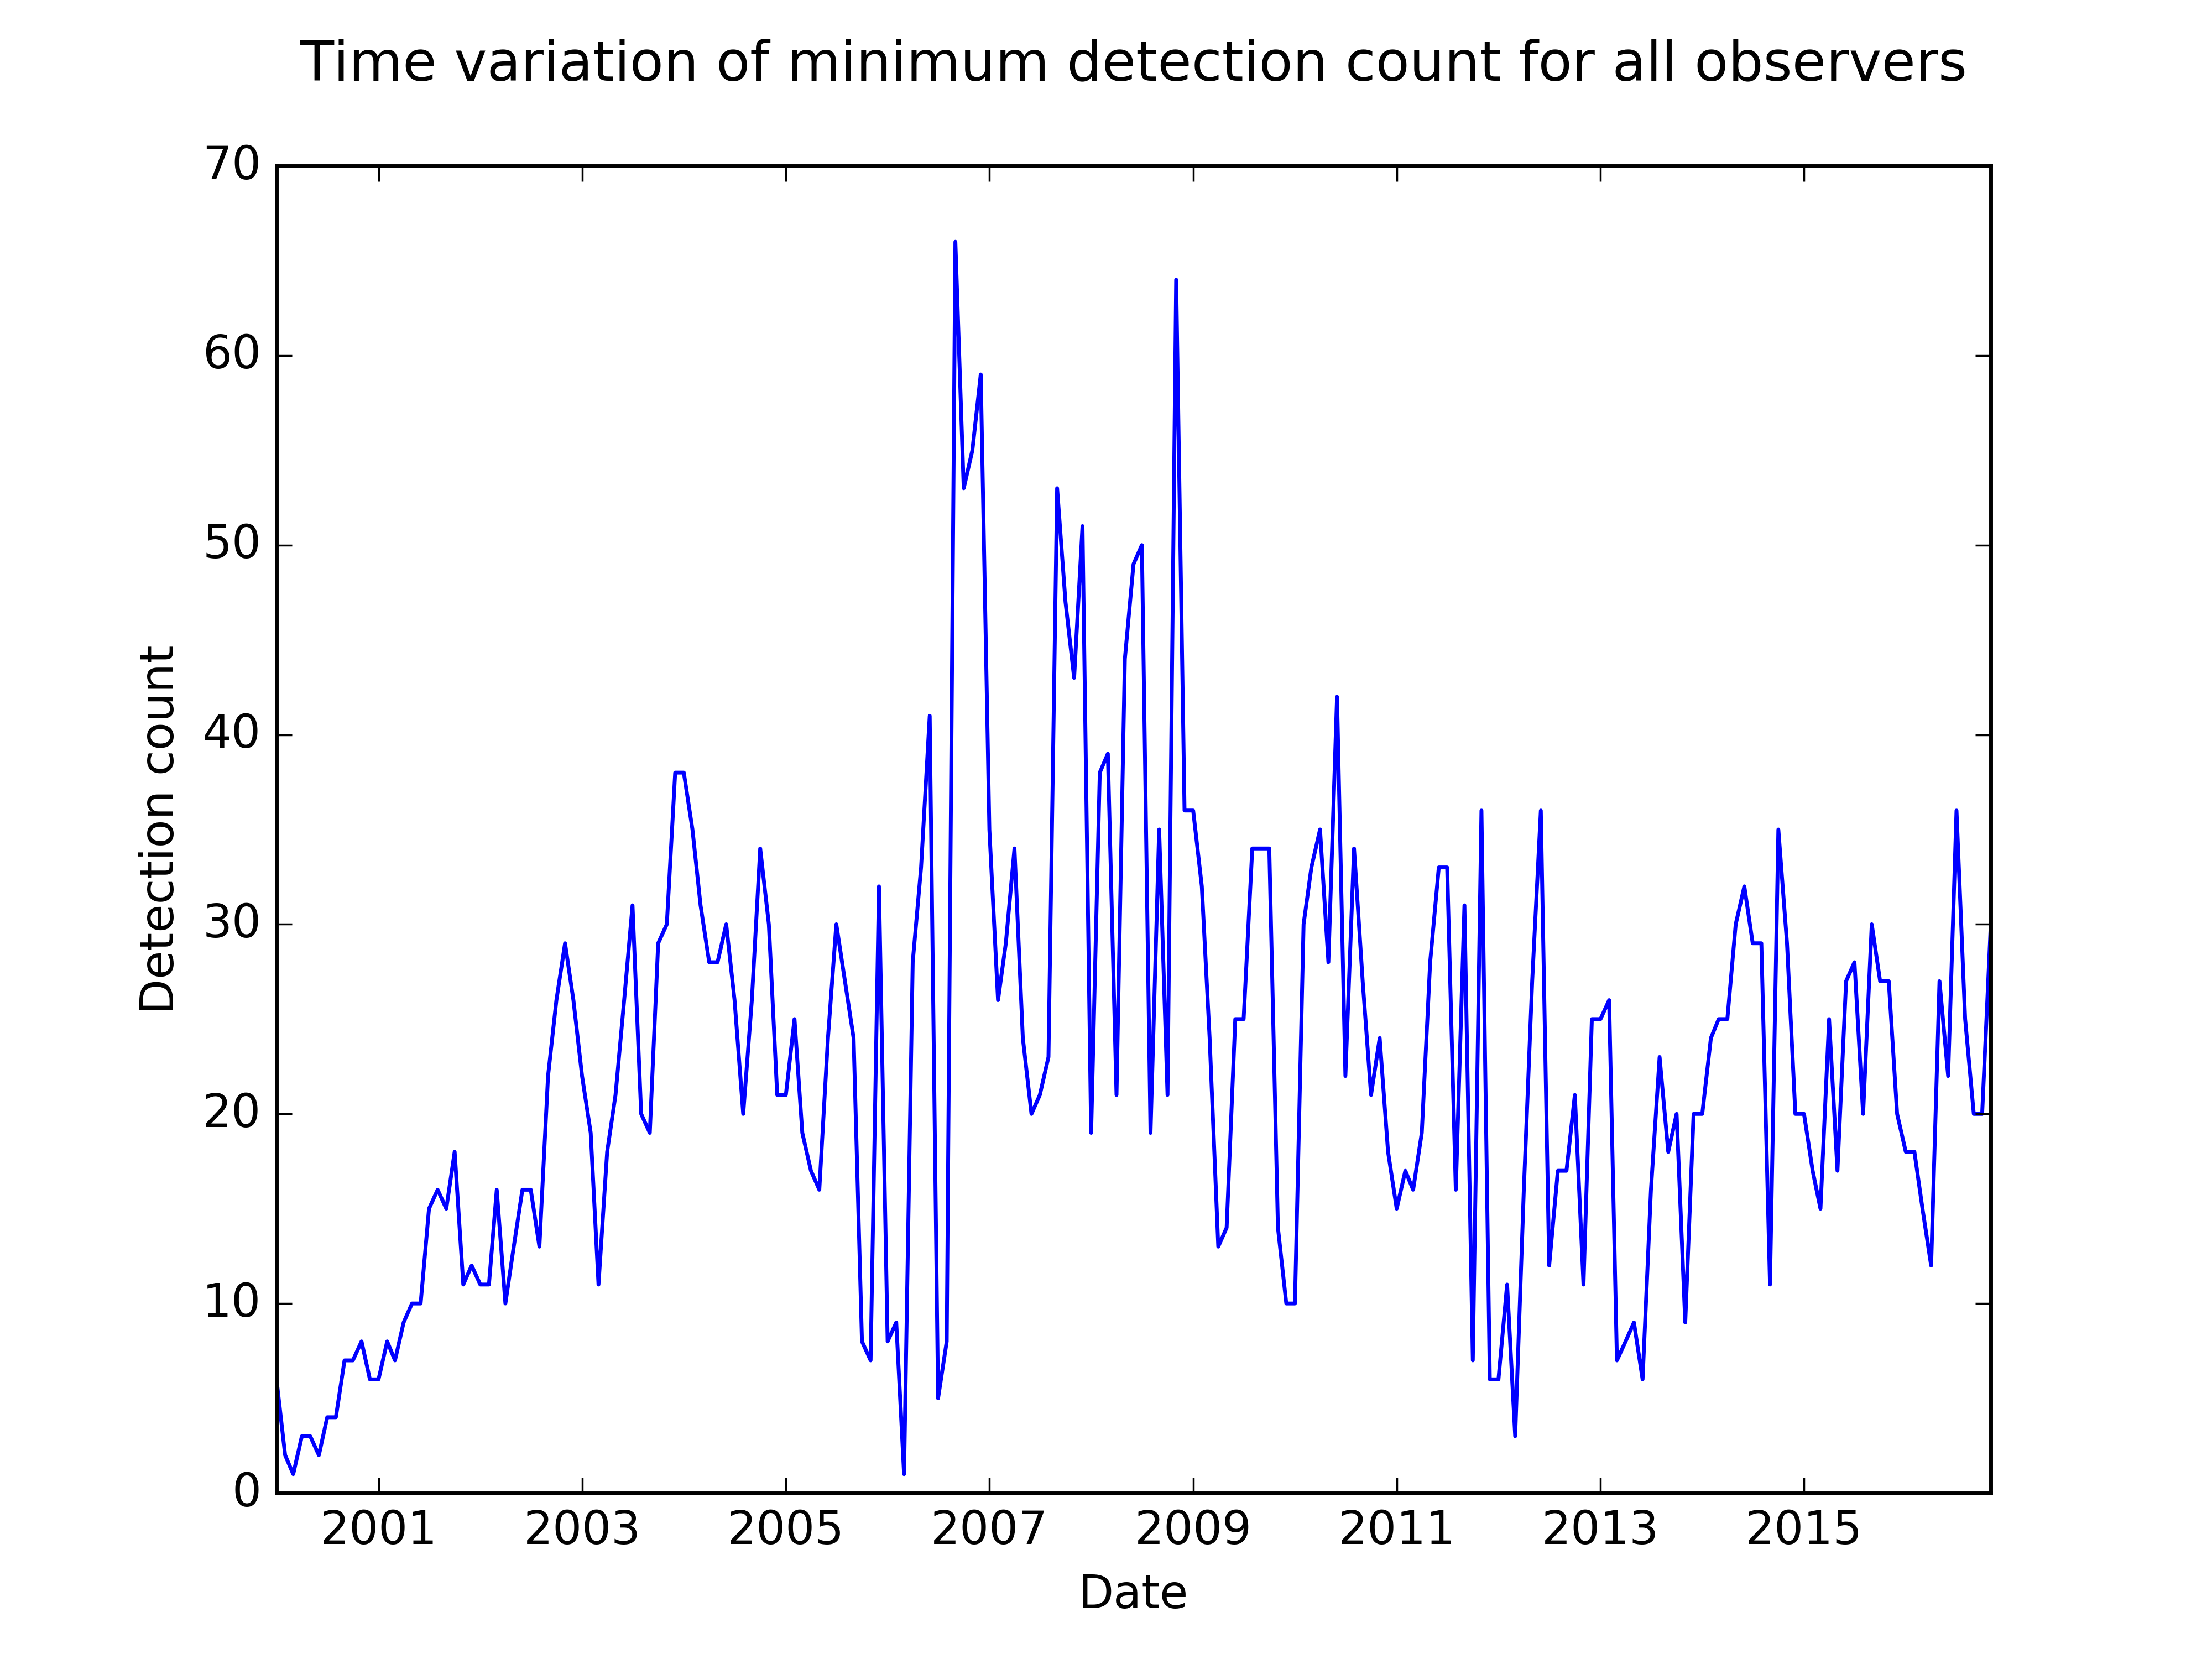 Time variation of minimum detection count for all observers
70
60
50
40
30
20
10
0
Detection count
2001 2003 2005 2007 2009 2011 2013 2015
Date